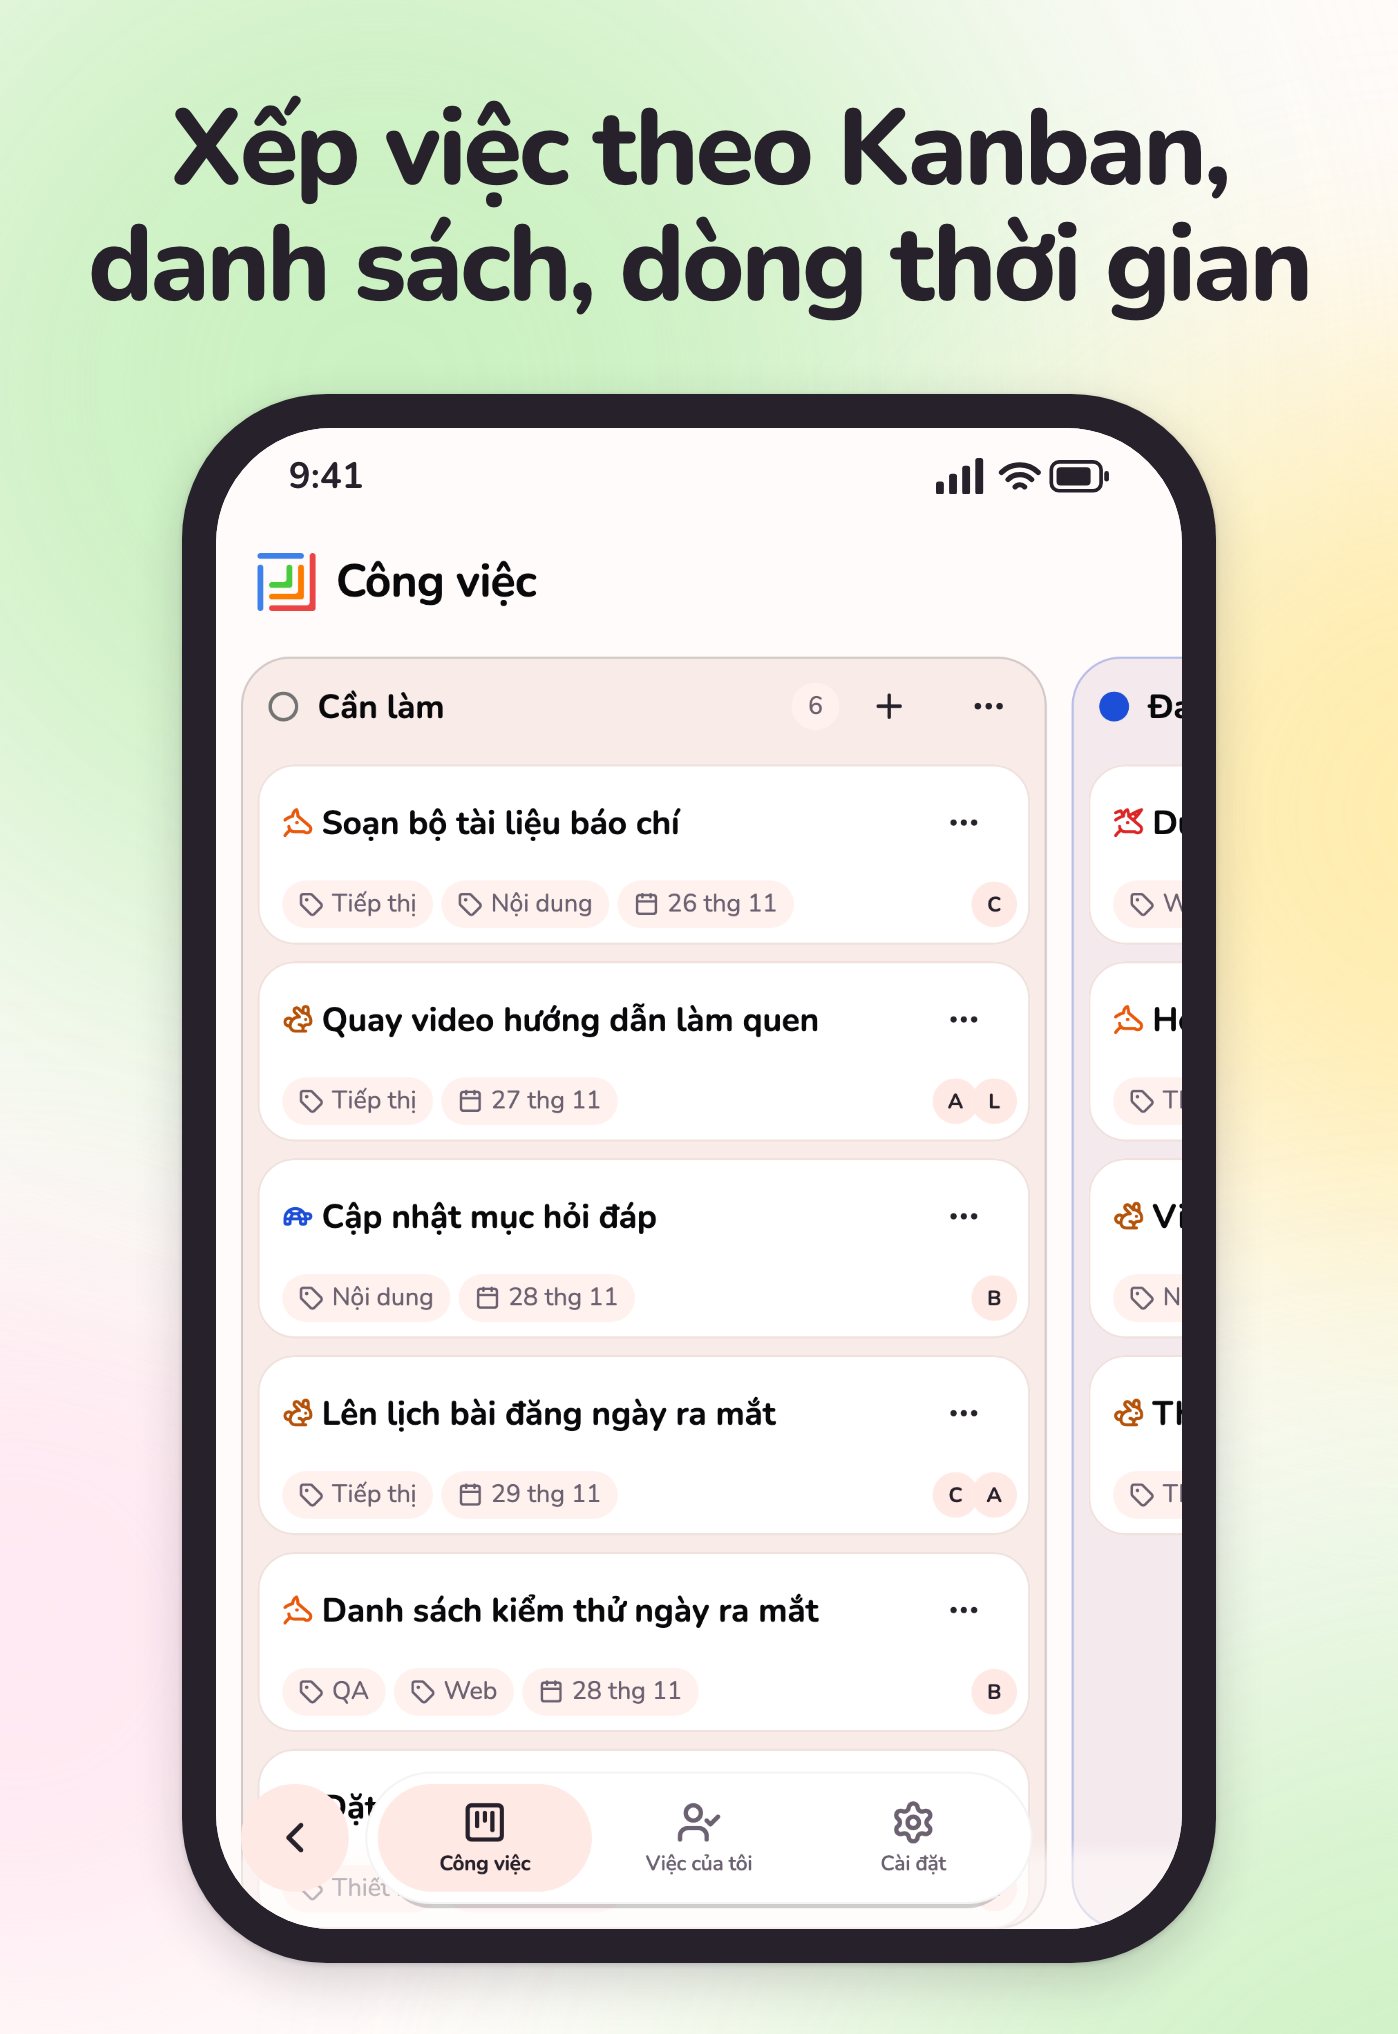 Xếp việc theo Kanban,
danh sách, dòng thời gian
9:41
Công việc
Cần làm
6
Soạn bộ tài liệu báo chí
Tiếp thị
Nội dung
26 thg 11
C
Quay video hướng dẫn làm quen
Tiếp thị
27 thg 11
A
L
Cập nhật mục hỏi đáp
Nội dung
28 thg 11
B
Lên lịch bài đăng ngày ra mắt
Tiếp thị
29 thg 11
C
A
Danh sách kiểm thử ngày ra mắt
QA
Web
28 thg 11
B
Công việc
Việc của tôi
Cài đặt